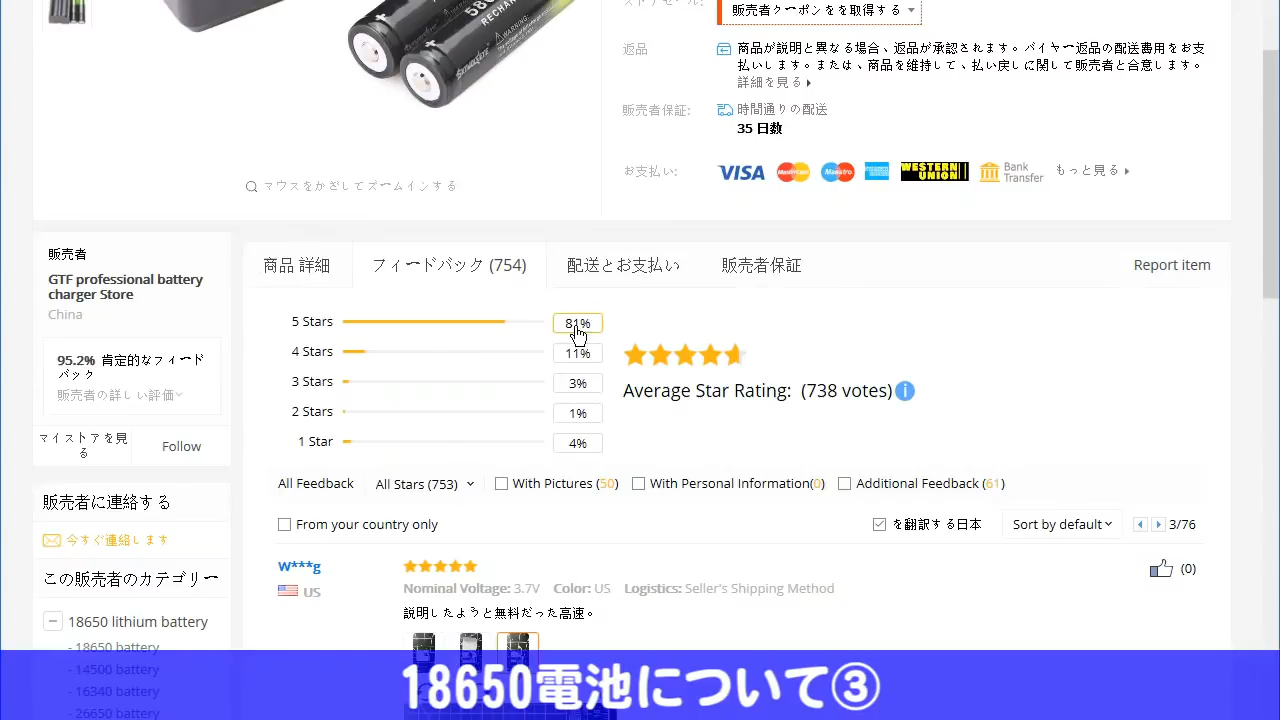 販売者クーポンをを取得する
返品
商品が説明と異なる場合、返品が承認されます。バイヤー返品の配送費用をお支
払いします。または、商品を維持して、払い戻しに関して販売者と合意します。
詳細を見る
販売者保証:
時間通りの配送
35 日数
お支払い:
VISA
MasterCard
Maestro
WESTERN UNION
Bank Transfer
もっと見る
マウスをかざしてズームインする
販売者
GTF professional battery
charger Store
China
95.2% 肯定的なフィード
バック
販売者の詳しい評価
マイストアを見
る
Follow
販売者に連絡する
今すぐ連絡します
この販売者のカテゴリー
18650 lithium battery
- 18650 battery
- 14500 battery
- 16340 battery
- 26650 battery
商品 詳細
フィードバック (754)
配送とお支払い
販売者保証
Report item
5 Stars 81%
4 Stars 11%
3 Stars 3%
2 Stars 1%
1 Star 4%
Average Star Rating: (738 votes)
All Feedback
All Stars (753)
With Pictures (50)
With Personal Information(0)
Additional Feedback (61)
From your country only
を翻訳する日本
Sort by default
3/76
W***g
US
Nominal Voltage: 3.7V Color: US Logistics: Seller's Shipping Method
(0)
説明したようと無料だった高速。
18650電池について③